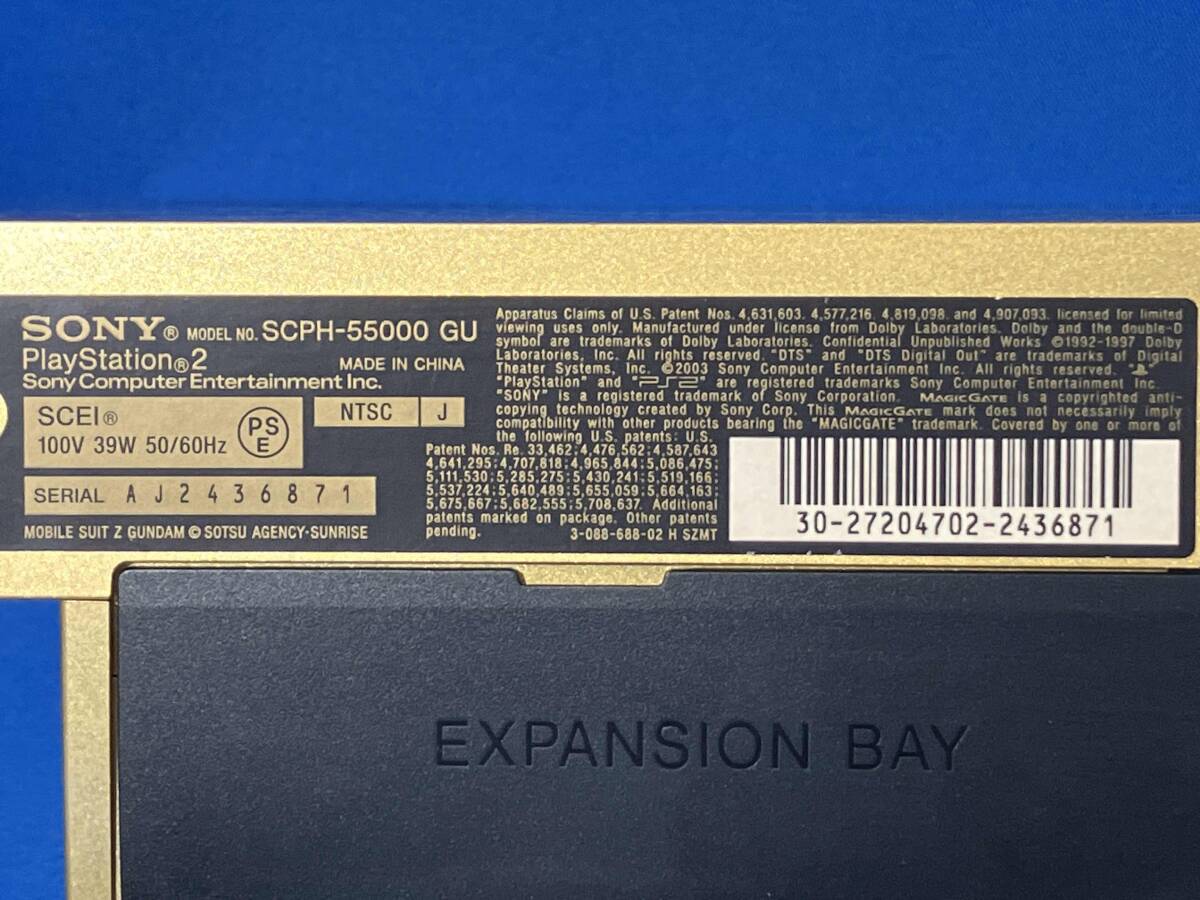 SONY® MODEL NO. SCPH-55000 GU
PlayStation®2 MADE IN CHINA
Sony Computer Entertainment Inc.
SCEI®
100V 39W 50/60Hz
PS E
NTSC J
SERIAL AJ2436871
MOBILE SUIT Z GUNDAM © SOTSU AGENCY・SUNRISE
Apparatus Claims of U.S. Patent Nos. 4,631,603, 4,577,216, 4,819,098, and 4,907,093, licensed for limited
viewing uses only. Manufactured under license from Dolby Laboratories. Dolby and the double-D
symbol are trademarks of Dolby Laboratories. Confidential Unpublished Works ©1992-1997 Dolby
Laboratories, Inc. All rights reserved. "DTS" and "DTS Digital Out" are trademarks of Digital
Theater Systems, Inc. ©2003 Sony Computer Entertainment Inc. All rights reserved. "
"PlayStation" and "PS2" are registered trademarks of Sony Computer Entertainment Inc.
"SONY" is a registered trademark of Sony Corporation. MAGICGATE is a copyrighted anti-
copying technology created by Sony Corp. This MAGICGATE mark does not necessarily imply
compatibility with other products bearing the "MAGICGATE" trademark. Covered by one or more of
the following U.S. patents: U.S.
Patent Nos. Re. 33,462;4,476,562;4,587,643
4,641,295;4,707,818;4,965,844;5,086,475;
5,111,530;5,285,275;5,430,241;5,519,166;
5,537,224;5,640,489;5,655,059;5,664,163;
5,675,667;5,682,555;5,708,637. Additional
patents marked on package. Other patents
pending. 3-088-688-02 H SZMT
30-27204702-2436871
EXPANSION BAY